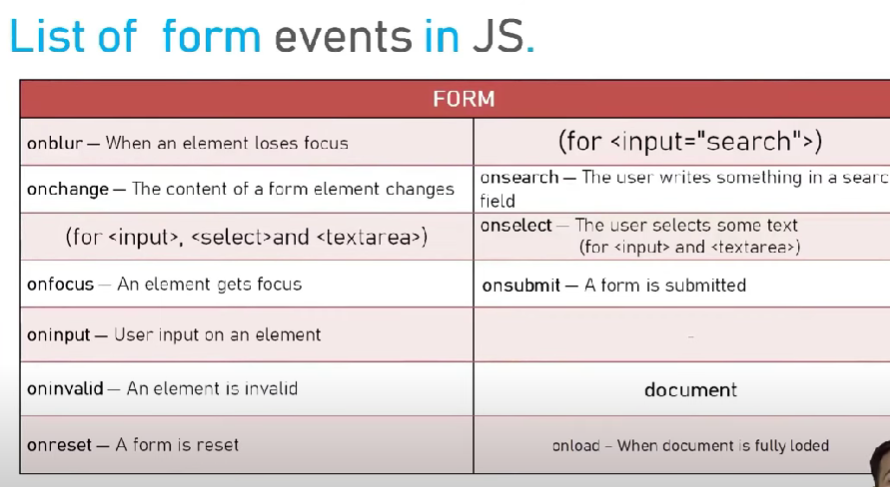 List of form events in JS.
FORM
onblur — When an element loses focus
(for <input="search">)
onchange — The content of a form element changes
onsearch — The user writes something in a searc
field
(for <input>, <select>and <textarea>)
onselect — The user selects some text
(for <input> and <textarea>)
onfocus — An element gets focus
onsubmit — A form is submitted
oninput — User input on an element
-
oninvalid — An element is invalid
document
onreset — A form is reset
onload – When document is fully loded